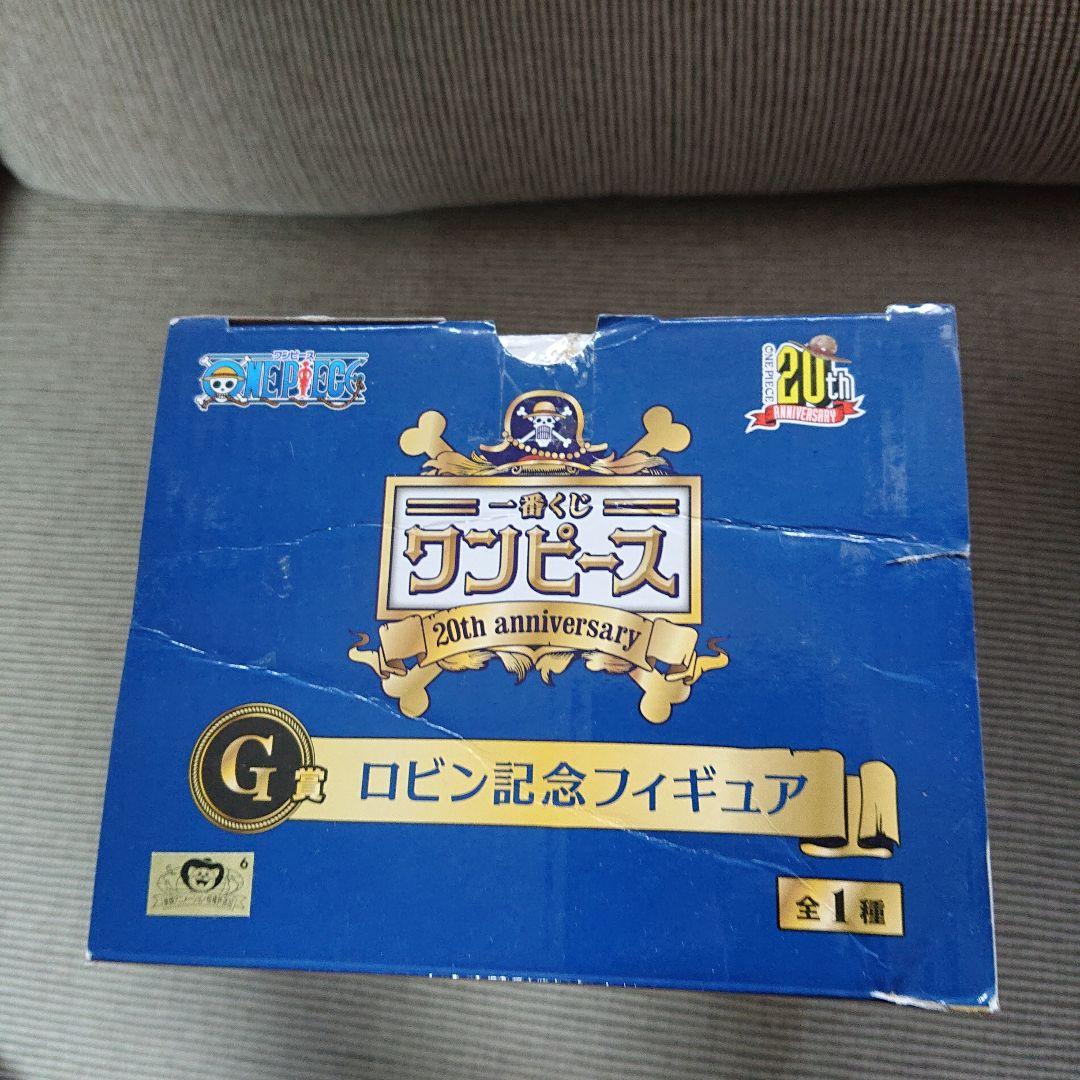 ワンピース
ONE PIECE
ONE PIECE
20th
ANNIVERSARY
一番くじ
ワンピース
20th anniversary
G賞
ロビン記念フィギュア
6
全1種